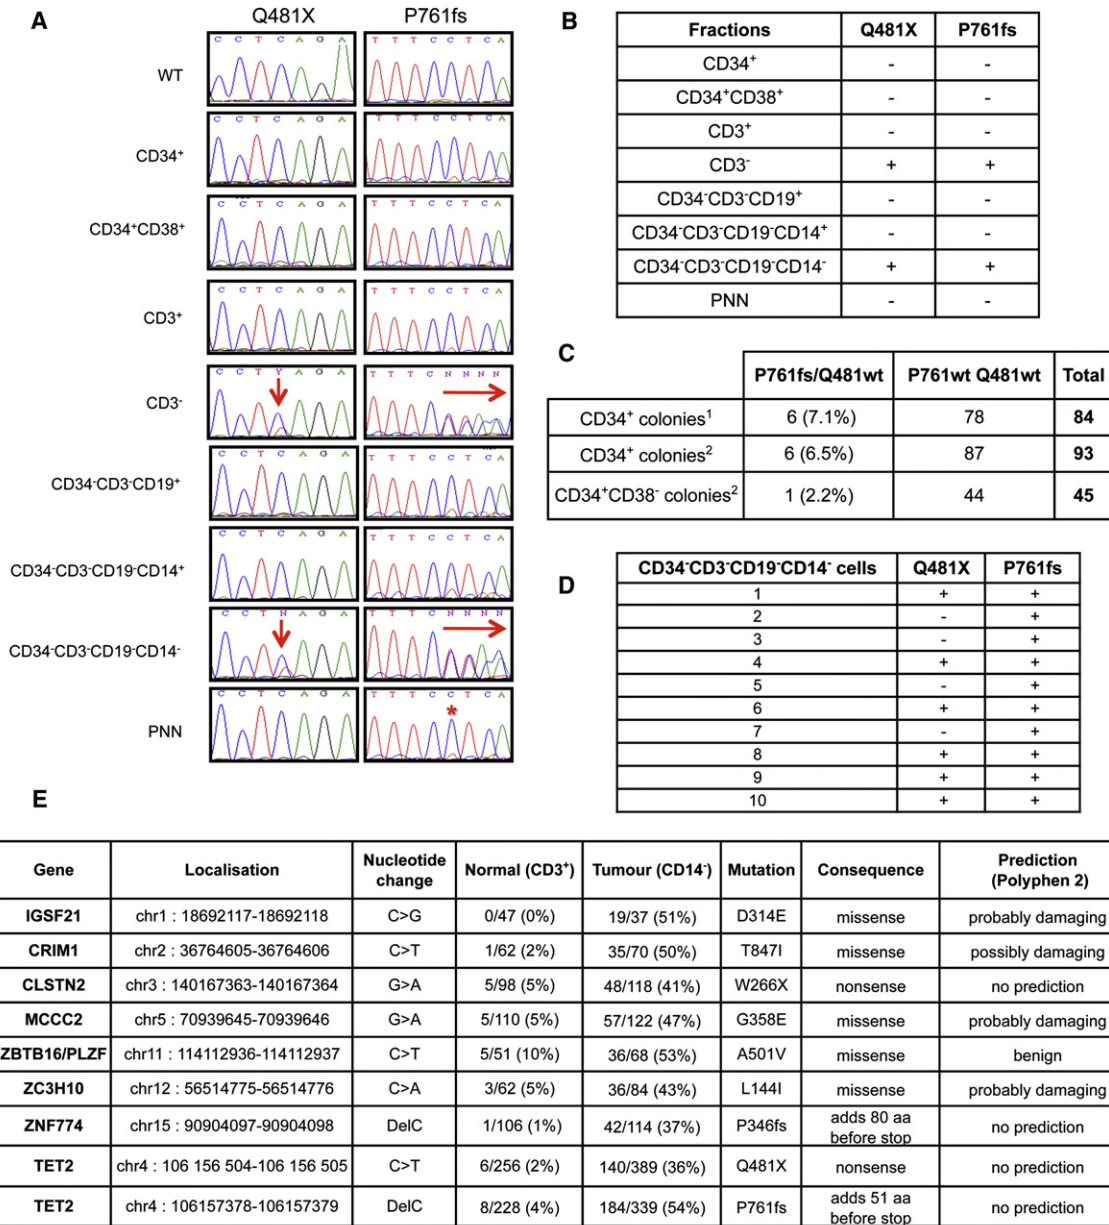 A
Q481X P761fs
WT
C C T C A G A T T T C C T C A
CD34⁺
C C T C A G A T T T C C T C A
CD34⁺CD38⁺
C C T C A G A T T T C C T C A
CD3⁺
C C T C A G A T T T C C T C A
CD3⁻
C C T Y A G A T T T C N N N N
CD34⁻CD3⁻CD19⁺
C C T C A G A T T T C C T C A
CD34⁻CD3⁻CD19⁻CD14⁺
C C T C A G A T T T C C T C A
CD34⁻CD3⁻CD19⁻CD14⁻
C C T N A G A T T T C N N N N
PNN
C C T C A G A T T T C C T C A
*
B
Fractions Q481X P761fs
CD34⁺ - -
CD34⁺CD38⁺ - -
CD3⁺ - -
CD3⁻ + +
CD34⁻CD3⁻CD19⁺ - -
CD34⁻CD3⁻CD19⁻CD14⁺ - -
CD34⁻CD3⁻CD19⁻CD14⁻ + +
PNN - -
C
P761fs/Q481wt P761wt Q481wt Total
CD34⁺ colonies¹ 6 (7.1%) 78 84
CD34⁺ colonies² 6 (6.5%) 87 93
CD34⁺CD38⁻ colonies² 1 (2.2%) 44 45
D
CD34⁻CD3⁻CD19⁻CD14⁻ cells Q481X P761fs
1 + +
2 - +
3 - +
4 + +
5 - +
6 + +
7 - +
8 + +
9 + +
10 + +
E
Gene Localisation Nucleotide change Normal (CD3⁺) Tumour (CD14⁻) Mutation Consequence Prediction (Polyphen 2)
IGSF21 chr1 : 18692117-18692118 C>G 0/47 (0%) 19/37 (51%) D314E missense probably damaging
CRIM1 chr2 : 36764605-36764606 C>T 1/62 (2%) 35/70 (50%) T847I missense possibly damaging
CLSTN2 chr3 : 140167363-140167364 G>A 5/98 (5%) 48/118 (41%) W266X nonsense no prediction
MCCC2 chr5 : 70939645-70939646 G>A 5/110 (5%) 57/122 (47%) G358E missense probably damaging
ZBTB16/PLZF chr11 : 114112936-114112937 C>T 5/51 (10%) 36/68 (53%) A501V missense benign
ZC3H10 chr12 : 56514775-56514776 C>A 3/62 (5%) 36/84 (43%) L144I missense probably damaging
ZNF774 chr15 : 90904097-90904098 DelC 1/106 (1%) 42/114 (37%) P346fs adds 80 aa before stop no prediction
TET2 chr4 : 106 156 504-106 156 505 C>T 6/256 (2%) 140/389 (36%) Q481X nonsense no prediction
TET2 chr4 : 106157378-106157379 DelC 8/228 (4%) 184/339 (54%) P761fs adds 51 aa before stop no prediction